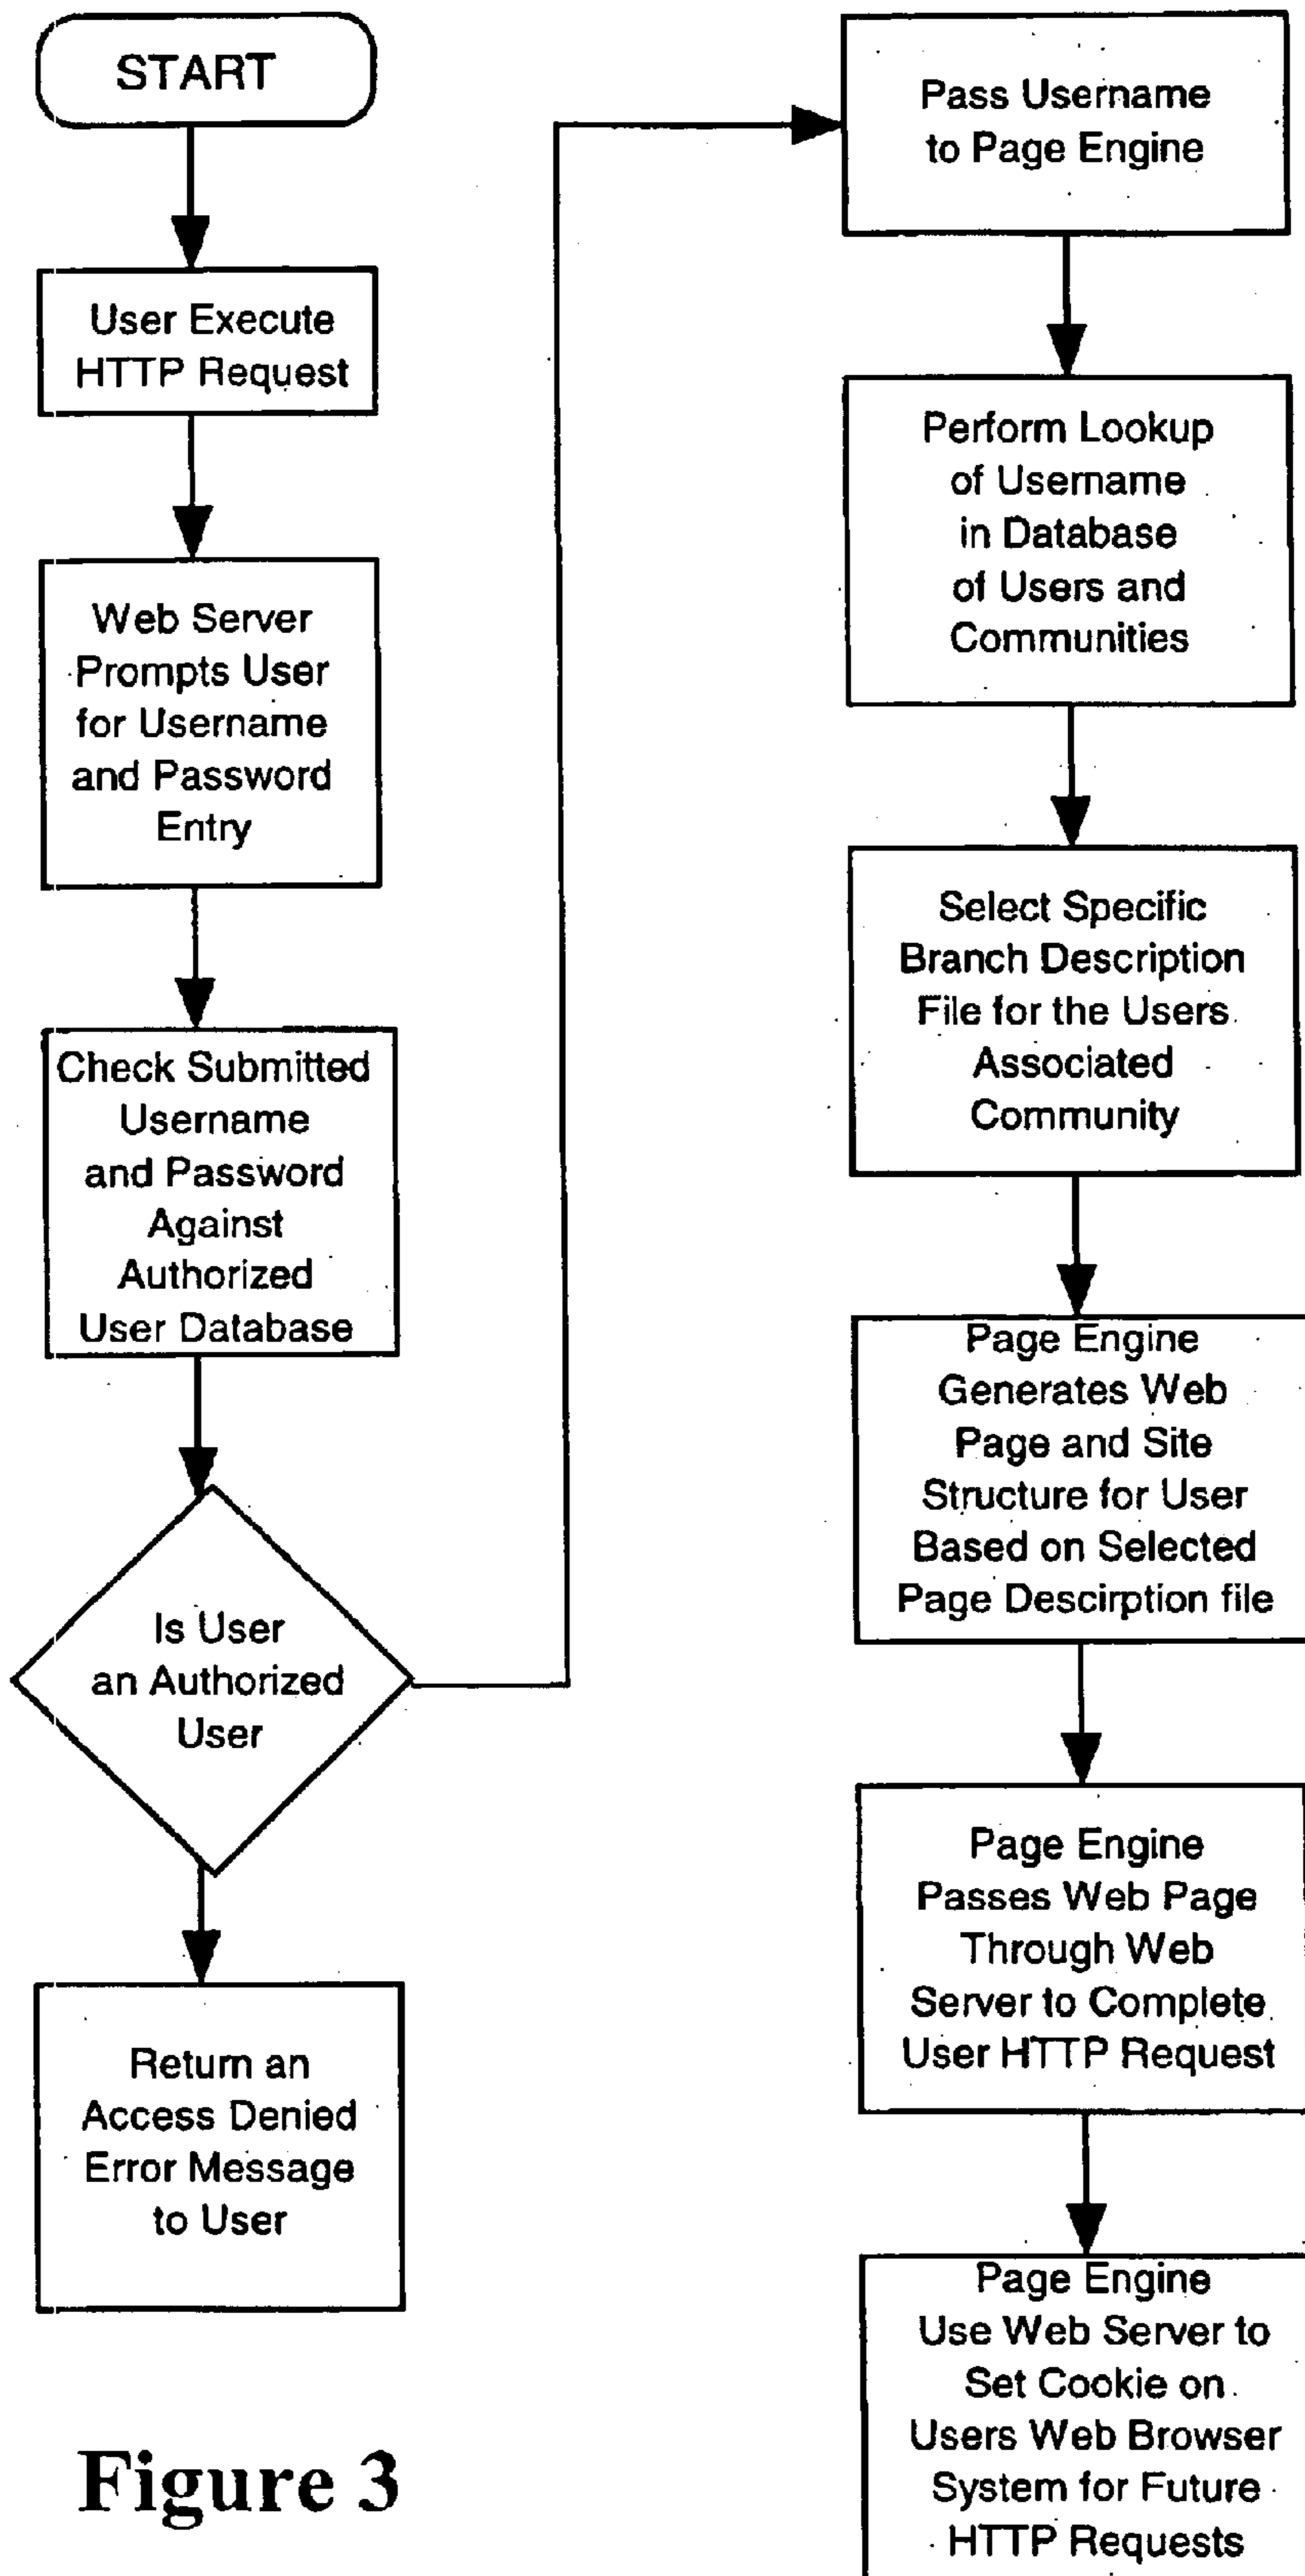 START
User Execute
HTTP Request
Web Server
Prompts User
for Username
and Password
Entry
Check Submitted
Username
and Password
Against
Authorized
User Database
Is User
an Authorized
User
Return an
Access Denied
Error Message
to User
Pass Username
to Page Engine
Perform Lookup
of Username
in Database
of Users and
Communities
Select Specific
Branch Description
File for the Users
Associated
Community
Page Engine
Generates Web
Page and Site
Structure for User
Based on Selected
Page Descirption file
Page Engine
Passes Web Page
Through Web
Server to Complete
User HTTP Request
Page Engine
Use Web Server to
Set Cookie on
Users Web Browser
System for Future
HTTP Requests
Figure 3